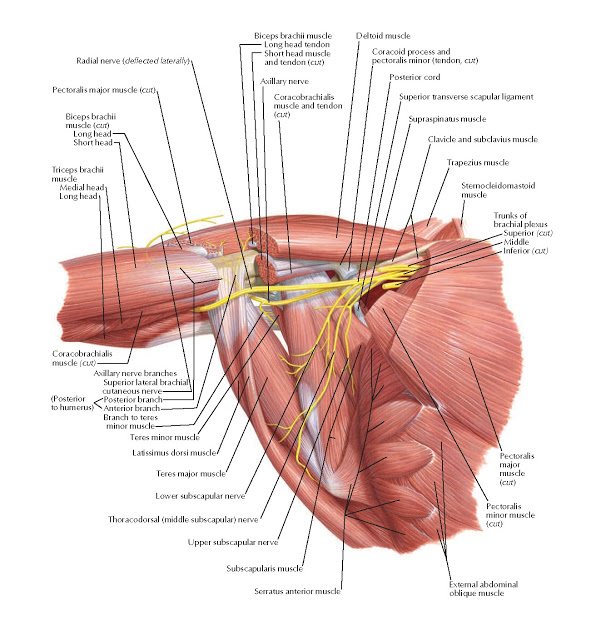 Biceps brachii muscle
Long head tendon
Short head muscle
and tendon (cut)
Deltoid muscle
Coracoid process and
pectoralis minor (tendon, cut)
Radial nerve (deflected laterally)
Axillary nerve
Posterior cord
Pectoralis major muscle (cut)
Coracobrachialis
muscle and tendon
(cut)
Superior transverse scapular ligament
Biceps brachii
muscle (cut)
Long head
Short head
Supraspinatus muscle
Clavicle and subclavius muscle
Trapezius muscle
Triceps brachii
muscle
Medial head
Long head
Sternocleidomastoid
muscle
Trunks of
brachial plexus
Superior (cut)
Middle
Inferior (cut)
Coracobrachialis
muscle (cut)
Axillary nerve branches
Superior lateral brachial
cutaneous nerve
(Posterior
to humerus)
Posterior branch
Anterior branch
Branch to teres
minor muscle
Teres minor muscle
Latissimus dorsi muscle
Teres major muscle
Lower subscapular nerve
Thoracodorsal (middle subscapular) nerve
Upper subscapular nerve
Subscapularis muscle
Serratus anterior muscle
Pectoralis
major
muscle
(cut)
Pectoralis
minor muscle
(cut)
External abdominal
oblique muscle